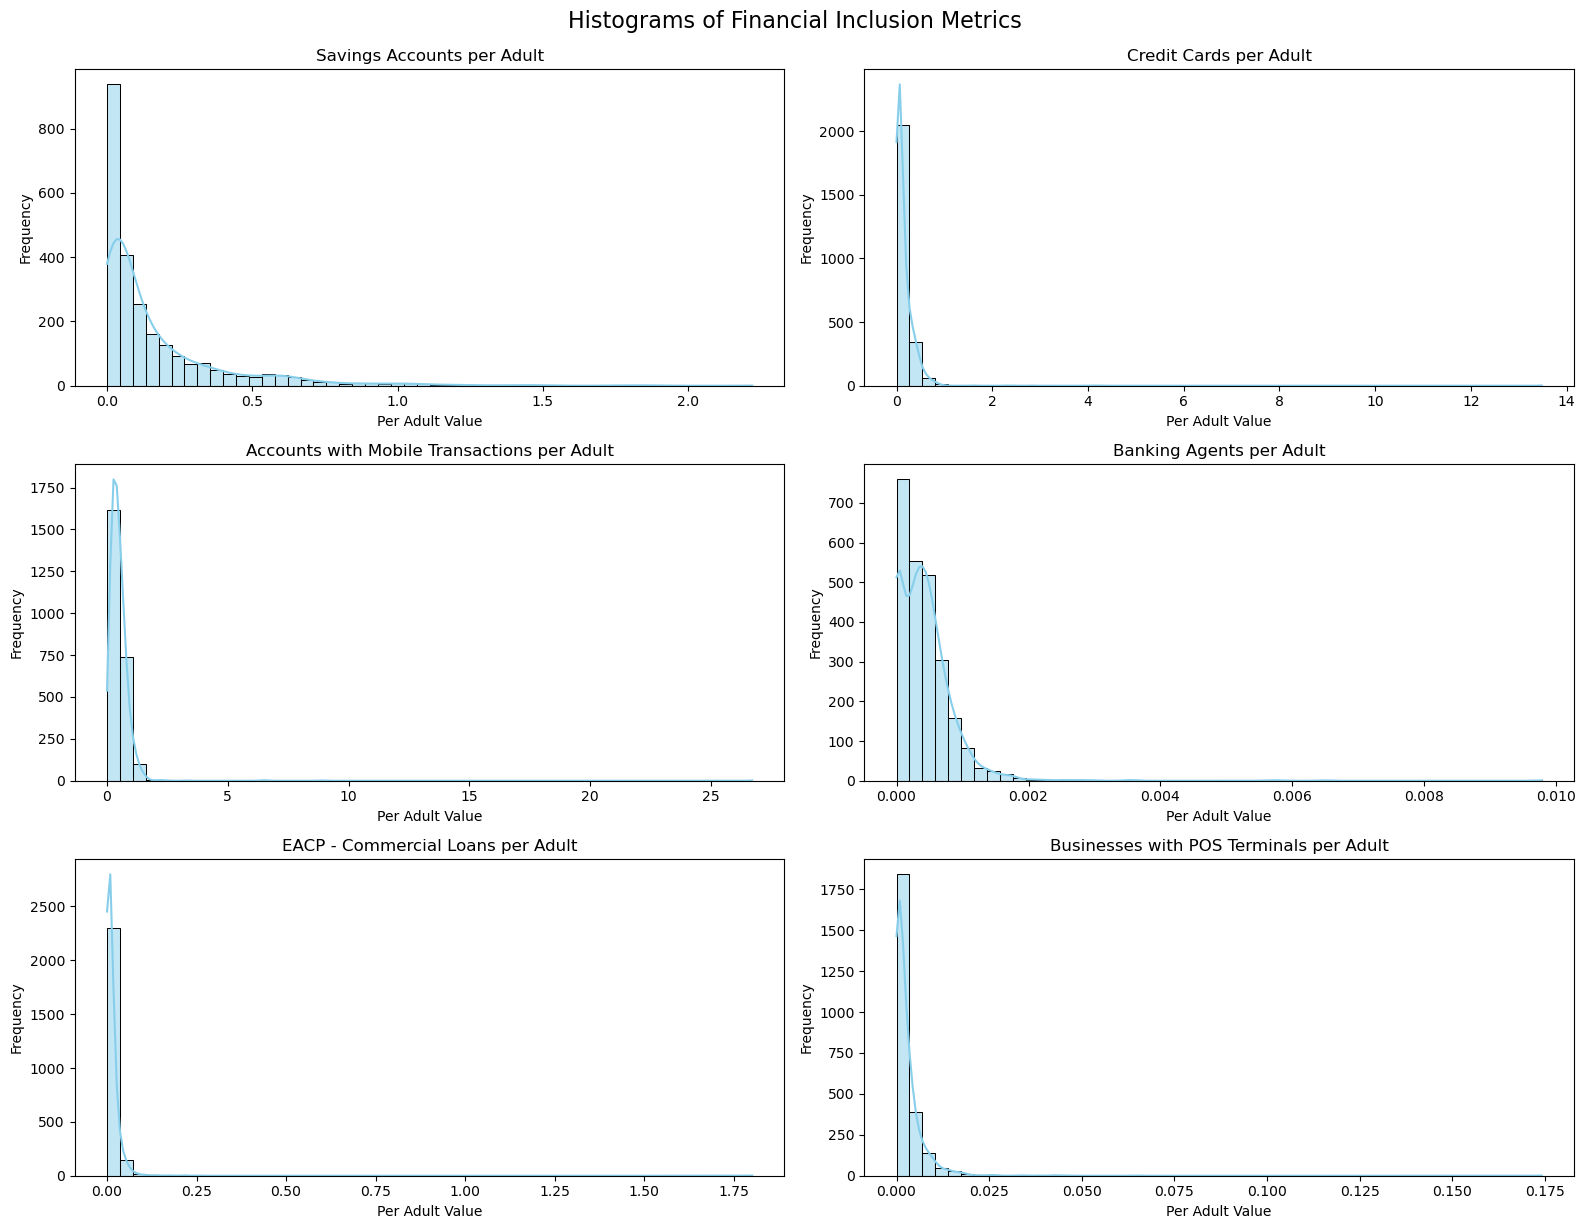 Histograms of Financial Inclusion Metrics
Savings Accounts per Adult
Frequency
800
600
400
200
0
0.0 0.5 1.0 1.5 2.0
Per Adult Value
Credit Cards per Adult
Frequency
2000
1500
1000
500
0
0 2 4 6 8 10 12 14
Per Adult Value
Accounts with Mobile Transactions per Adult
Frequency
1750
1500
1250
1000
750
500
250
0
0 5 10 15 20 25
Per Adult Value
Banking Agents per Adult
Frequency
700
600
500
400
300
200
100
0
0.000 0.002 0.004 0.006 0.008 0.010
Per Adult Value
EACP - Commercial Loans per Adult
Frequency
2500
2000
1500
1000
500
0
0.00 0.25 0.50 0.75 1.00 1.25 1.50 1.75
Per Adult Value
Businesses with POS Terminals per Adult
Frequency
1750
1500
1250
1000
750
500
250
0
0.000 0.025 0.050 0.075 0.100 0.125 0.150 0.175
Per Adult Value